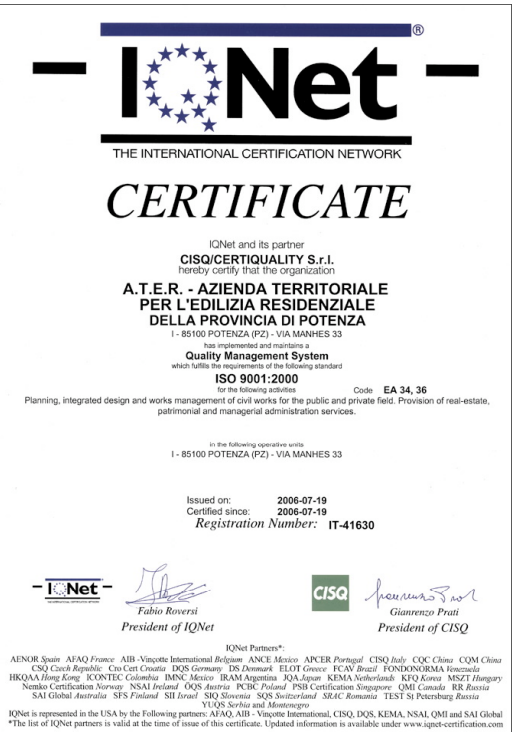 IQNet ®
THE INTERNATIONAL CERTIFICATION NETWORK
CERTIFICATE
IQNet and its partner
CISQ/CERTIQUALITY S.r.l.
hereby certify that the organization
A.T.E.R. - AZIENDA TERRITORIALE
PER L'EDILIZIA RESIDENZIALE
DELLA PROVINCIA DI POTENZA
I - 85100 POTENZA (PZ) - VIA MANHES 33
has implemented and maintains a
Quality Management System
which fulfills the requirements of the following standard
ISO 9001:2000
for the following activities Code EA 34, 36
Planning, integrated design and works management of civil works for the public and private field. Provision of real-estate,
patrimonial and managerial administration services.
in the following operative units
I - 85100 POTENZA (PZ) - VIA MANHES 33
Issued on: 2006-07-19
Certified since: 2006-07-19
Registration Number: IT-41630
IQNet
CISQ
Fabio Roversi
Gianrenzo Prati
President of IQNet
President of CISQ
IQNet Partners*:
AENOR Spain AFAQ France AIB -Vinçotte International Belgium ANCE Mexico APCER Portugal CISQ Italy CQC China CQM China
CSQ Czech Republic Cro Cert Croatia DQS Germany DS Denmark ELOT Greece FCAV Brazil FONDONORMA Venezuela
HKQAA Hong Kong ICONTEC Colombia IMNC Mexico IRAM Argentina JQA Japan KEMA Netherlands KFQ Korea MSZT Hungary
Nemko Certification Norway NSAI Ireland ÖQS Austria PCBC Poland PSB Certification Singapore QMI Canada RR Russia
SAI Global Australia SFS Finland SII Israel SIQ Slovenia SQS Switzerland SRAC Romania TEST St Petersburg Russia
YUQS Serbia and Montenegro
IQNet is represented in the USA by the Following partners: AFAQ, AIB - Vinçotte International, CISQ, DQS, KEMA, NSAI, QMI and SAI Global
*The list of IQNet partners is valid at the time of issue of this certificate. Updated information is available under www.iqnet-certification.com